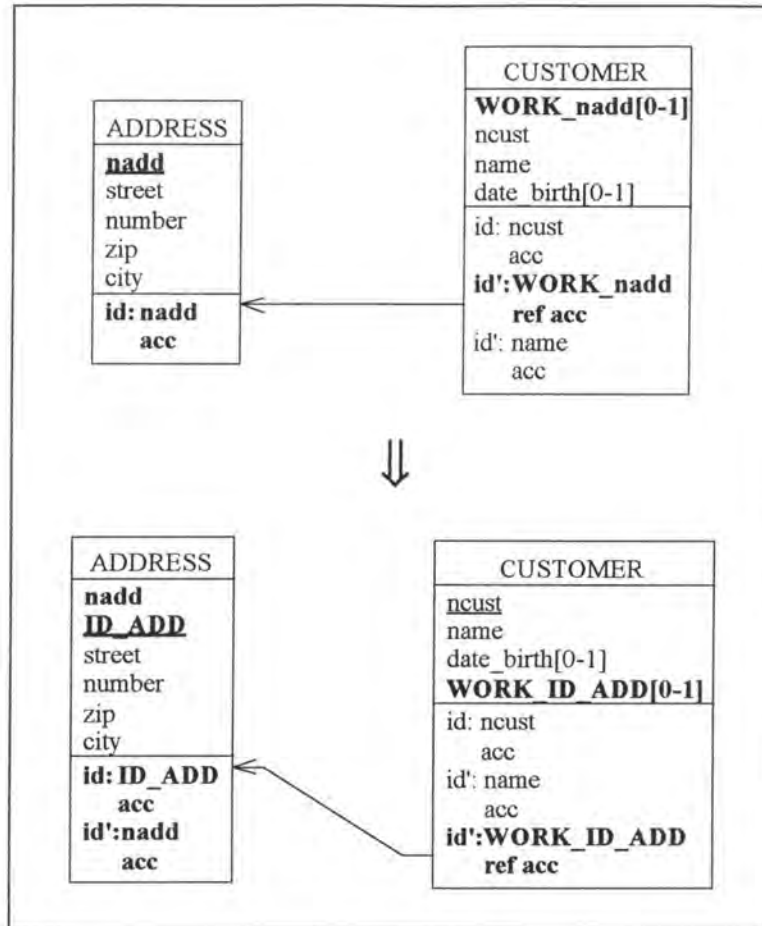 ADDRESS
nadd
street
number
zip
city
id: nadd
acc
CUSTOMER
WORK_nadd[0-1]
ncust
name
date_birth[0-1]
id: ncust
acc
id':WORK_nadd
ref acc
id': name
acc
⇓
ADDRESS
nadd
ID_ADD
street
number
zip
city
id: ID_ADD
acc
id':nadd
acc
CUSTOMER
ncust
name
date_birth[0-1]
WORK_ID_ADD[0-1]
id: ncust
acc
id': name
acc
id':WORK_ID_ADD
ref acc